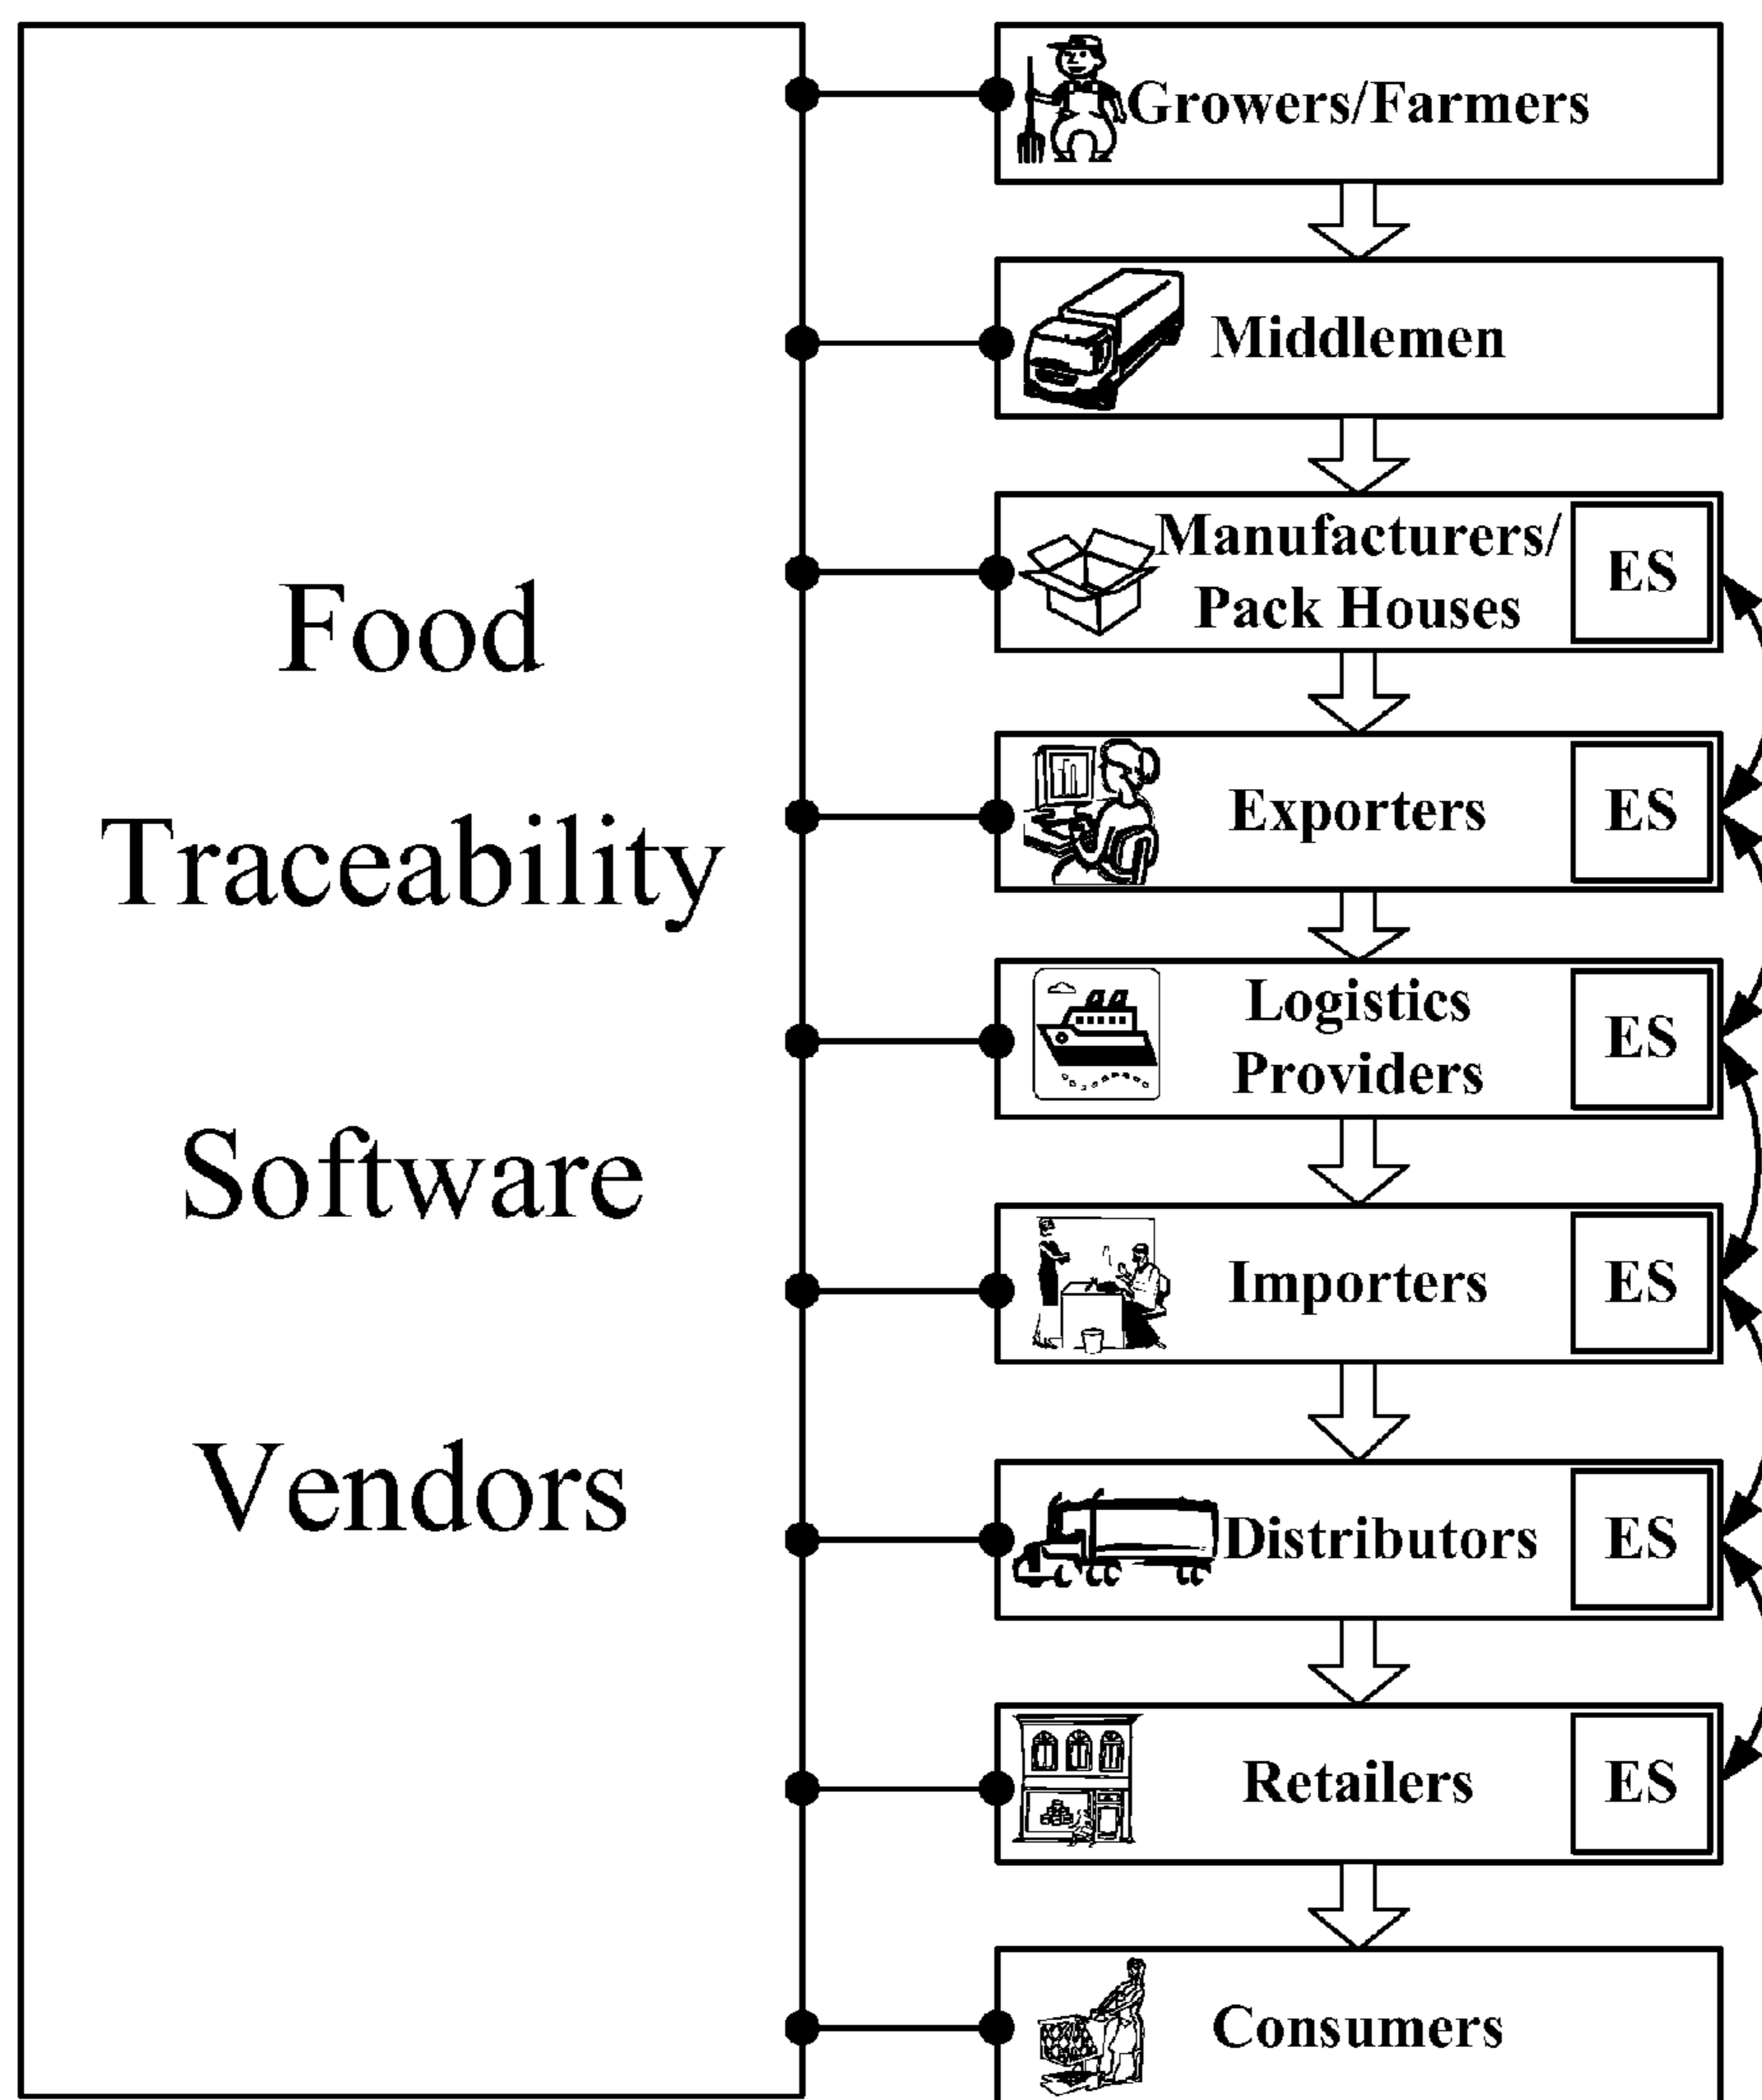 Food
Traceability
Software
Vendors
Growers/Farmers
Middlemen
Manufacturers/
Pack Houses
ES
Exporters
ES
Logistics
Providers
ES
Importers
ES
Distributors
ES
Retailers
ES
Consumers